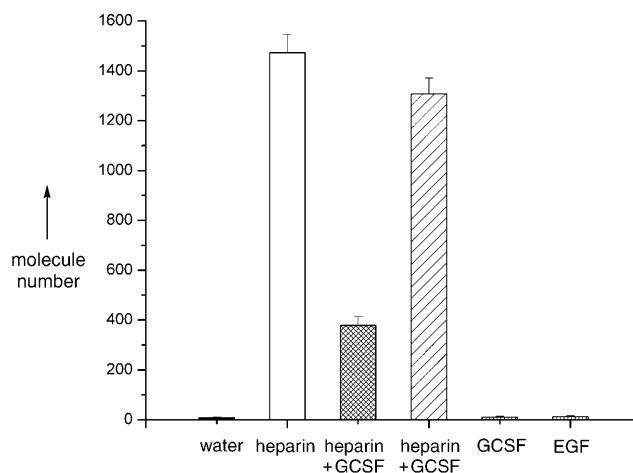 1600
1400
1200
1000
800
600
400
200
0
molecule
number
water
heparin
heparin
+GCSF
heparin
+GCSF
GCSF
EGF